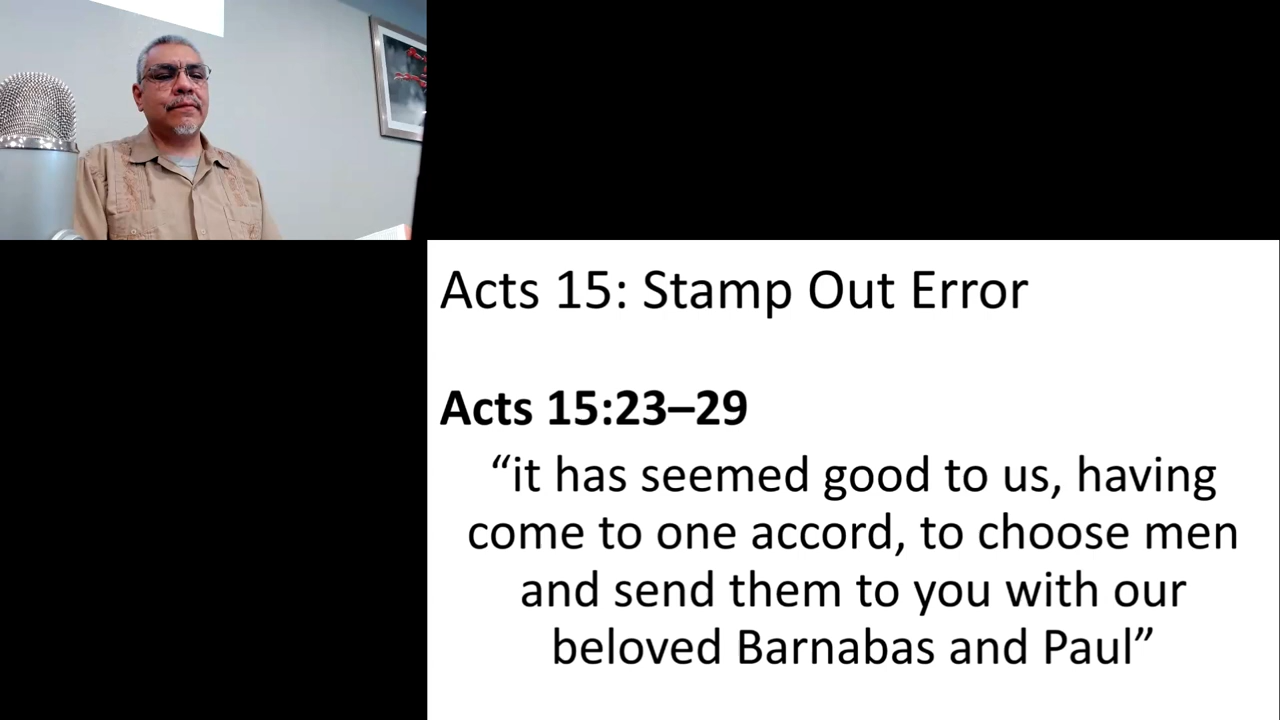 Acts 15: Stamp Out Error
Acts 15:23–29
“it has seemed good to us, having
come to one accord, to choose men
and send them to you with our
beloved Barnabas and Paul”